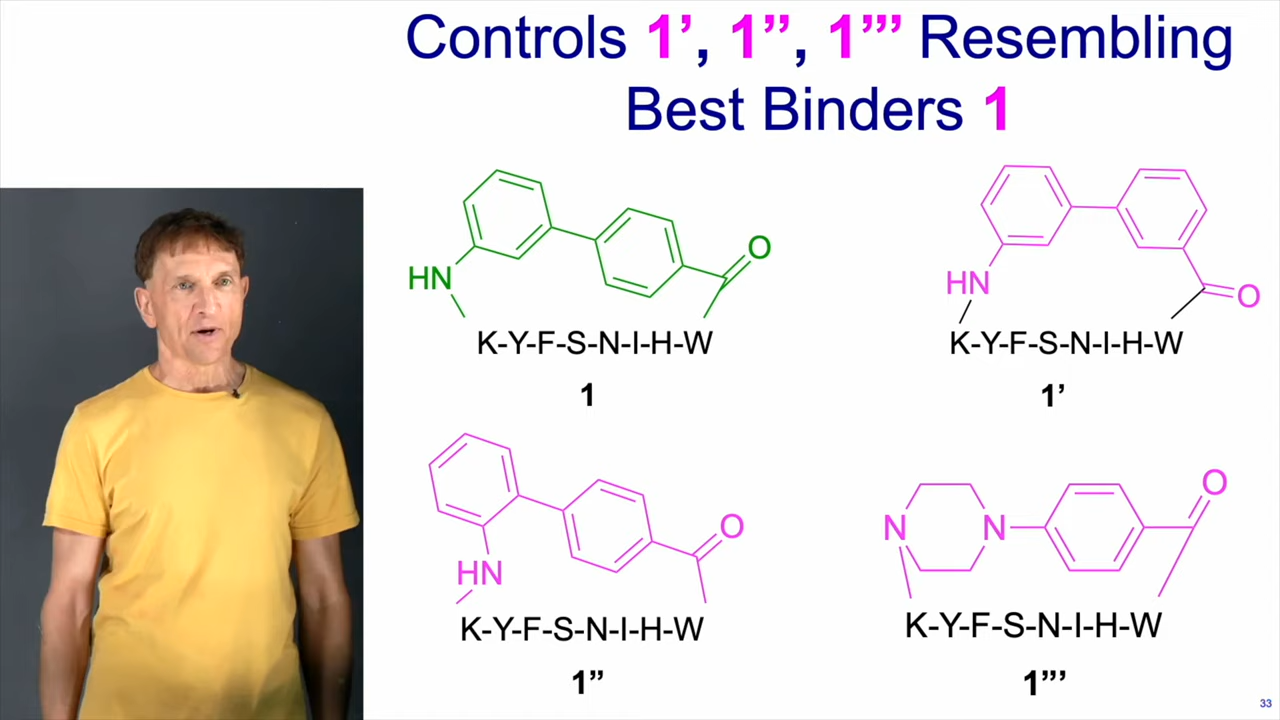 Controls 1’, 1”, 1”’ Resembling
Best Binders 1
O
HN
K-Y-F-S-N-I-H-W
1
HN
O
K-Y-F-S-N-I-H-W
1’
O
HN
K-Y-F-S-N-I-H-W
1”
O
N
N
K-Y-F-S-N-I-H-W
1”’
33